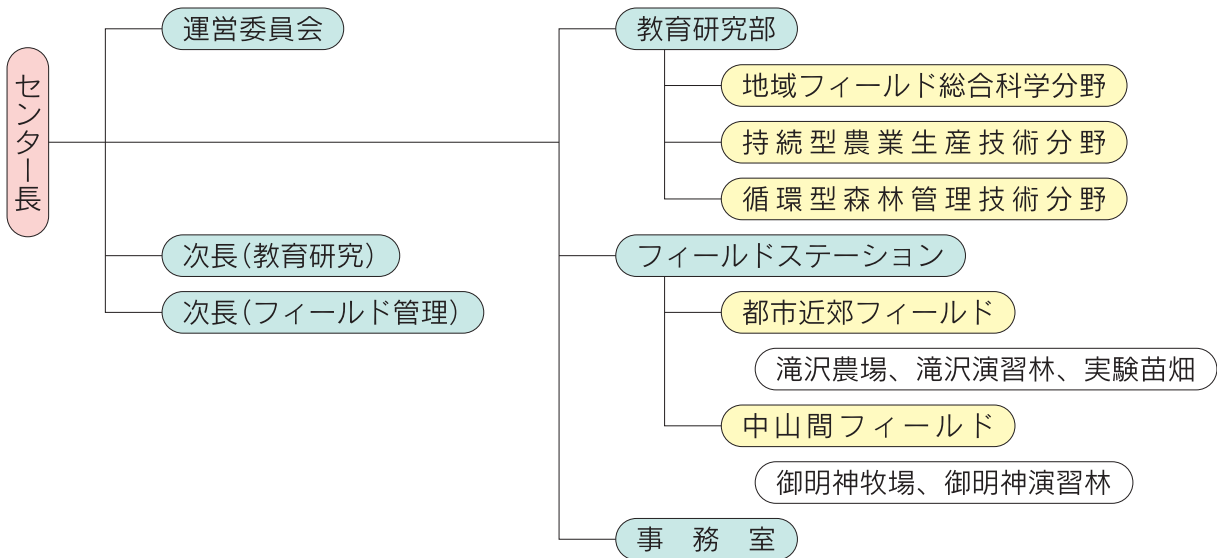 センター長
運営委員会
次長(教育研究)
次長(フィールド管理)
教育研究部
地域フィールド総合科学分野
持続型農業生産技術分野
循環型森林管理技術分野
フィールドステーション
都市近郊フィールド
滝沢農場、滝沢演習林、実験苗畑
中山間フィールド
御明神牧場、御明神演習林
事務室